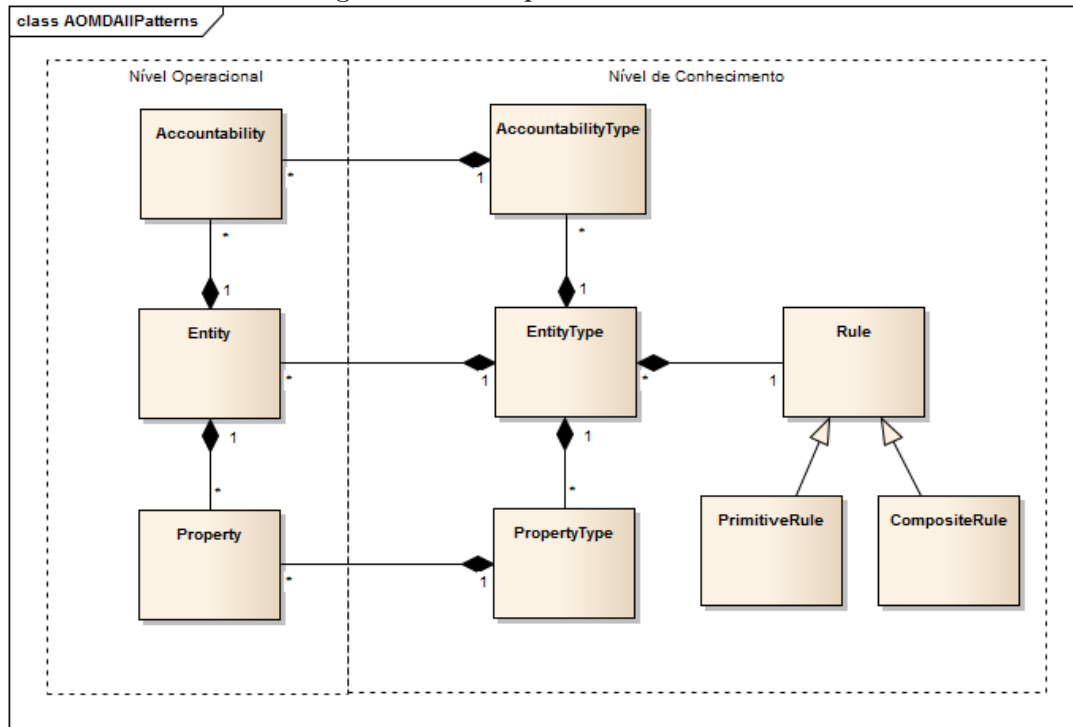 class AOMDAllPatterns
Nível Operacional
Nível de Conhecimento
Accountability
AccountabilityType
*
1
*
*
1
1
Entity
EntityType
Rule
*
1
*
1
1
1
*
*
Property
PropertyType
PrimitiveRule
CompositeRule
*
1